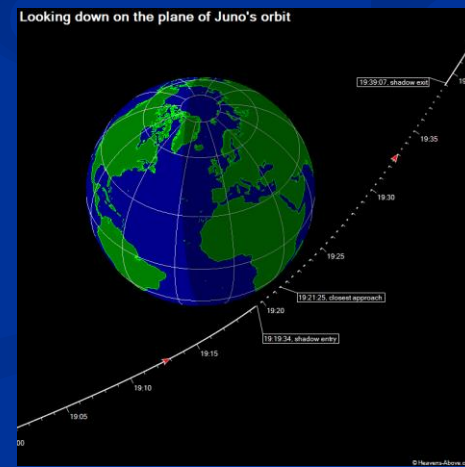 Looking down on the plane of Juno's orbit
19:39:07, shadow exit
19:35
19:30
19:25
19:21:25, closest approach
19:20
19:19:34, shadow entry
19:15
19:10
19:05
00
© Heavens-Above